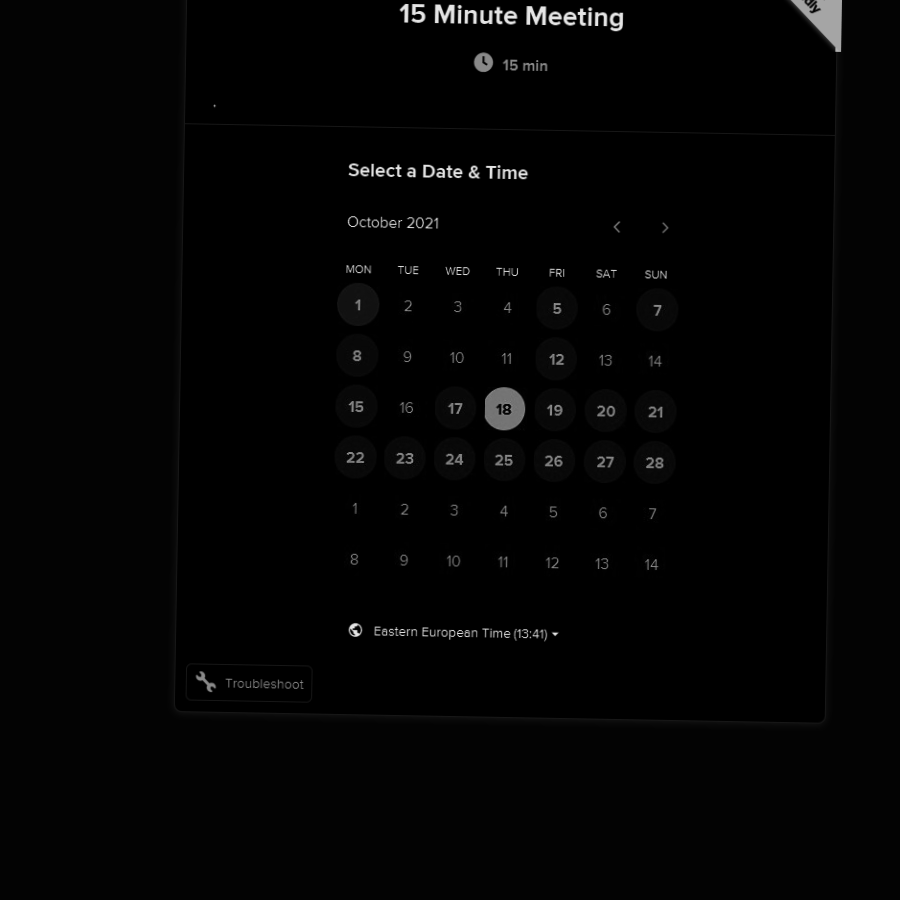 15 Minute Meeting
15 min
.
Select a Date & Time
October 2021
MON TUE WED THU FRI SAT SUN
1 2 3 4 5 6 7
8 9 10 11 12 13 14
15 16 17 18 19 20 21
22 23 24 25 26 27 28
1 2 3 4 5 6 7
8 9 10 11 12 13 14
Eastern European Time (13:41)
Troubleshoot